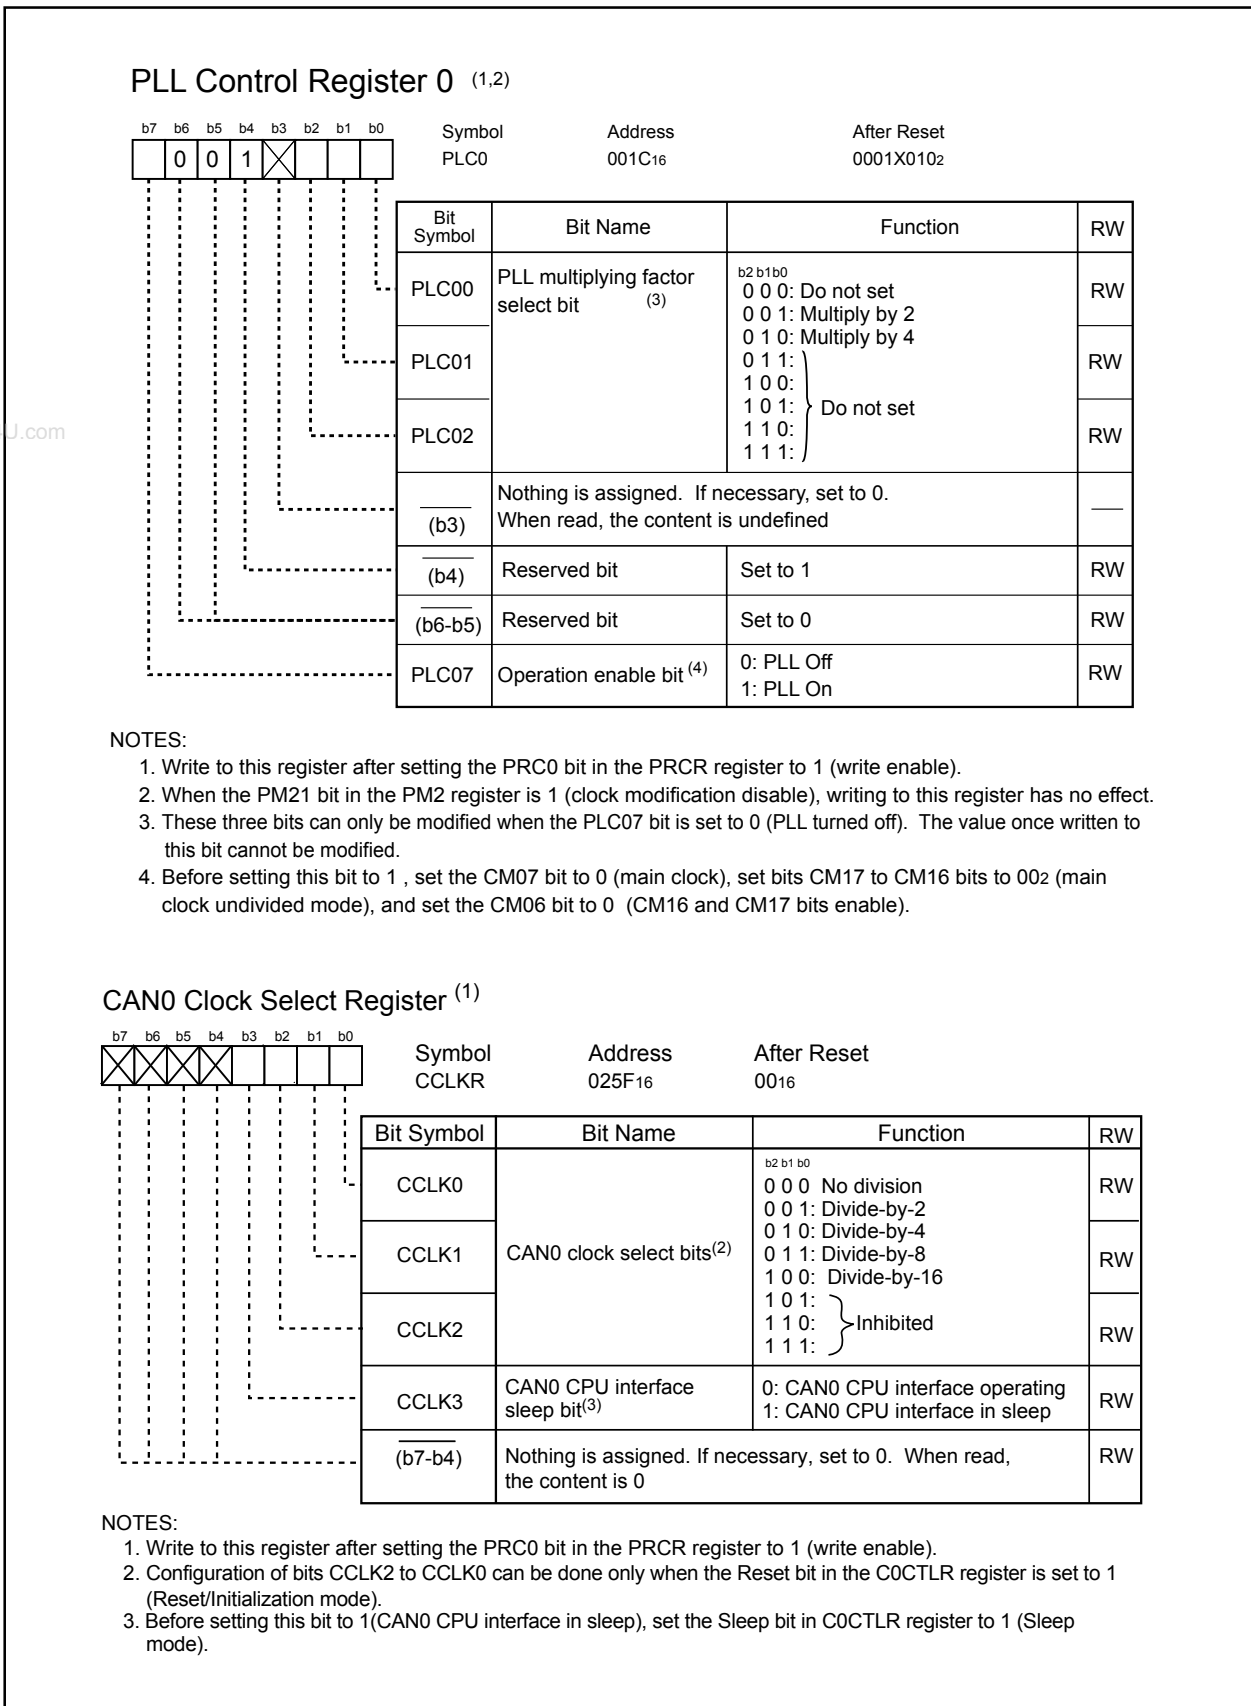 PLL Control Register 0 (1,2)
b7 b6 b5 b4 b3 b2 b1 b0
0 0 1
Symbol Address After Reset
PLC0 001C16 0001X0102
Bit Symbol Bit Name Function RW
PLC00 PLL multiplying factor select bit (3) RW
b2 b1 b0
0 0 0: Do not set
0 0 1: Multiply by 2
0 1 0: Multiply by 4
PLC01 RW
0 1 1:
1 0 0:
1 0 1: Do not set
1 1 0:
1 1 1:
PLC02 RW
U.com
(b3) Nothing is assigned. If necessary, set to 0.
When read, the content is undefined
(b4) Reserved bit Set to 1 RW
(b6-b5) Reserved bit Set to 0 RW
PLC07 Operation enable bit (4) 0: PLL Off RW
1: PLL On
NOTES:
1. Write to this register after setting the PRC0 bit in the PRCR register to 1 (write enable).
2. When the PM21 bit in the PM2 register is 1 (clock modification disable), writing to this register has no effect.
3. These three bits can only be modified when the PLC07 bit is set to 0 (PLL turned off). The value once written to
this bit cannot be modified.
4. Before setting this bit to 1 , set the CM07 bit to 0 (main clock), set bits CM17 to CM16 bits to 002 (main
clock undivided mode), and set the CM06 bit to 0 (CM16 and CM17 bits enable).
CAN0 Clock Select Register (1)
b7 b6 b5 b4 b3 b2 b1 b0
Symbol Address After Reset
CCLKR 025F16 0016
Bit Symbol Bit Name Function RW
CCLK0 RW
b2 b1 b0
0 0 0 No division
0 0 1: Divide-by-2
0 1 0: Divide-by-4
CCLK1 CAN0 clock select bits(2) RW
0 1 1: Divide-by-8
1 0 0: Divide-by-16
1 0 1:
1 1 0: Inhibited
1 1 1:
CCLK2 RW
CCLK3 CAN0 CPU interface sleep bit(3) RW
0: CAN0 CPU interface operating
1: CAN0 CPU interface in sleep
(b7-b4) Nothing is assigned. If necessary, set to 0. When read, RW
the content is 0
NOTES:
1. Write to this register after setting the PRC0 bit in the PRCR register to 1 (write enable).
2. Configuration of bits CCLK2 to CCLK0 can be done only when the Reset bit in the C0CTLR register is set to 1
(Reset/Initialization mode).
3. Before setting this bit to 1(CAN0 CPU interface in sleep), set the Sleep bit in C0CTLR register to 1 (Sleep
mode).